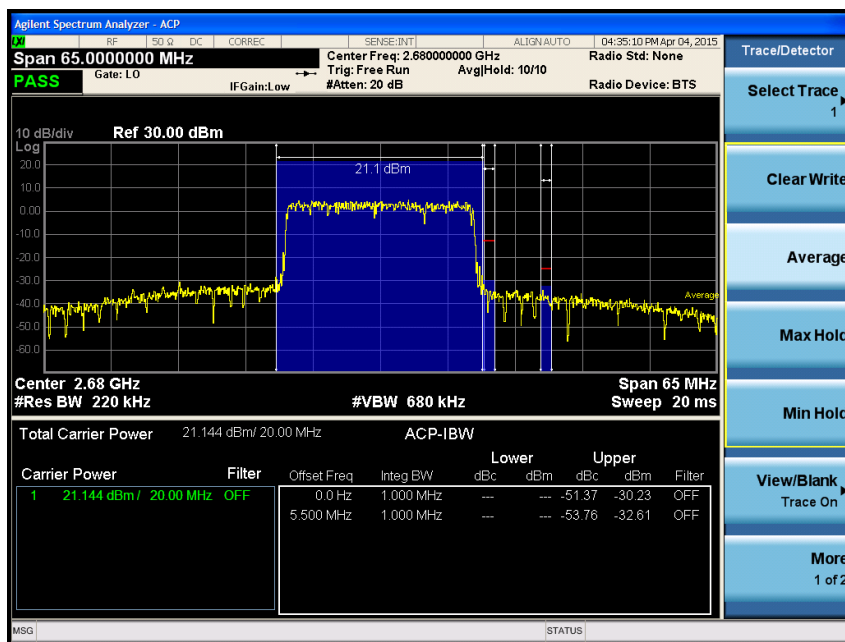 Agilent Spectrum Analyzer - ACP
LXI RF 50 Ω DC CORREC SENSE:INT ALIGN AUTO 04:35:10 PM Apr 04, 2015
Span 65.0000000 MHz
Center Freq: 2.680000000 GHz
Radio Std: None
Trig: Free Run
Avg|Hold: 10/10
PASS
Gate: LO
IFGain:Low
#Atten: 20 dB
Radio Device: BTS
10 dB/div
Ref 30.00 dBm
Log
20.0
10.0
0.00
-10.0
-20.0
-30.0
-40.0
-50.0
-60.0
21.1 dBm
Average
Center 2.68 GHz
Span 65 MHz
#Res BW 220 kHz
#VBW 680 kHz
Sweep 20 ms
Total Carrier Power 21.144 dBm/ 20.00 MHz ACP-IBW
Lower Upper
Carrier Power Filter
Offset Freq Integ BW dBc dBm dBc dBm Filter
1 21.144 dBm / 20.00 MHz OFF
0.0 Hz 1.000 MHz --- --- -51.37 -30.23 OFF
5.500 MHz 1.000 MHz --- --- -53.76 -32.61 OFF
MSG
STATUS
Trace/Detector
Select Trace
1
Clear Write
Average
Max Hold
Min Hold
View/Blank
Trace On
More
1 of 2